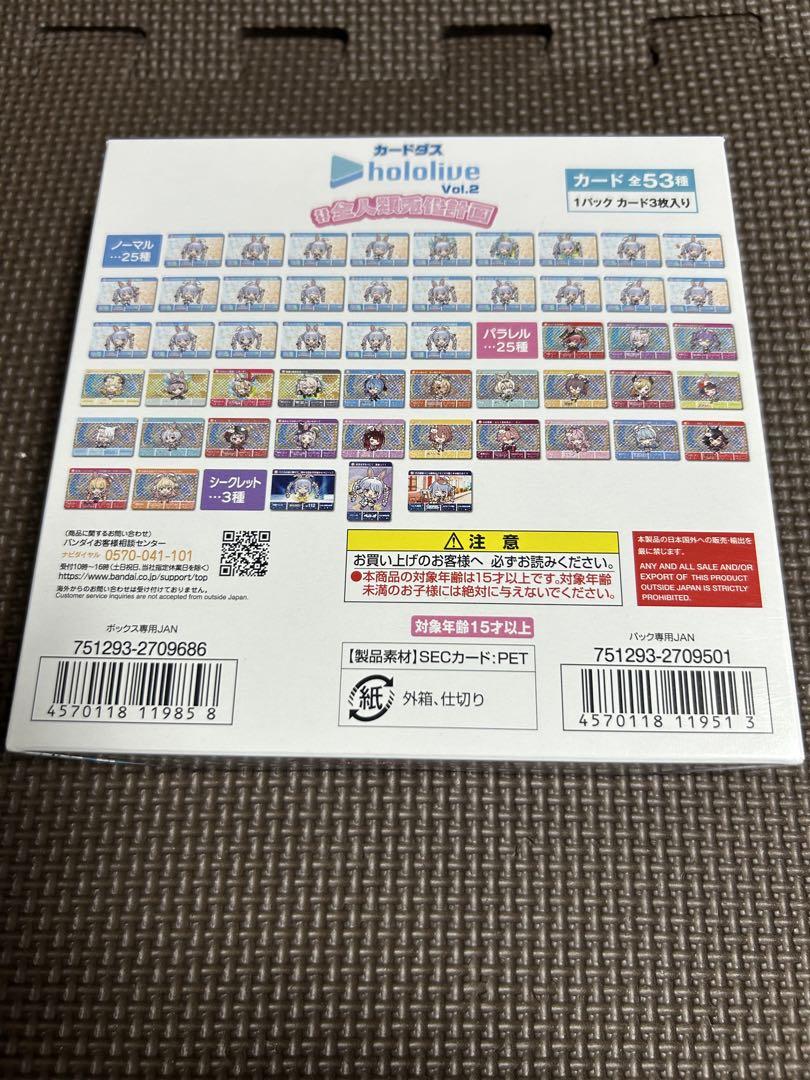 カードダス
hololive
Vol.2
#全人類兎化計画
カード 全53種
1パック カード3枚入り
ノーマル
…25種
パラレル
…25種
シークレット
…3種
〈商品に関するお問い合わせ〉
バンダイお客様相談センター
ナビダイヤル 0570-041-101
受付10時〜16時(土日祝日、当社指定休業日を除く)
https://www.bandai.co.jp/support/top
海外からのお問い合わせは受け付けておりません。
Customer service inquiries are not accepted from outside Japan.
⚠注意
お買い上げのお客様へ 必ずお読みください。
●本商品の対象年齢は15才以上です。対象年齢
未満のお子様には絶対に与えないでください。
本製品の日本国外への販売・輸出を
厳に禁じます。
ANY AND ALL SALE AND/OR
EXPORT OF THIS PRODUCT
OUTSIDE JAPAN IS STRICTLY
PROHIBITED.
対象年齢15才以上
ボックス専用JAN
751293-2709686
4570118 11985 8
【製品素材】SECカード:PET
紙 外箱、仕切り
パック専用JAN
751293-2709501
4570118 11951 3